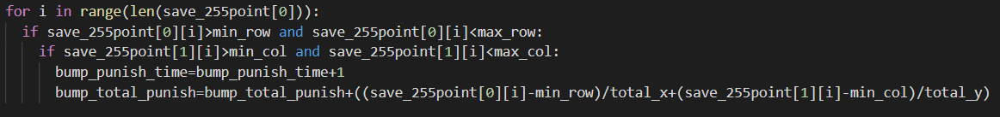 for i in range(len(save_255point[0])):
  if save_255point[0][i]>min_row and save_255point[0][i]<max_row:
    if save_255point[1][i]>min_col and save_255point[1][i]<max_col:
      bump_punish_time=bump_punish_time+1
      bump_total_punish=bump_total_punish+((save_255point[0][i]-min_row)/total_x+(save_255point[1][i]-min_col)/total_y)